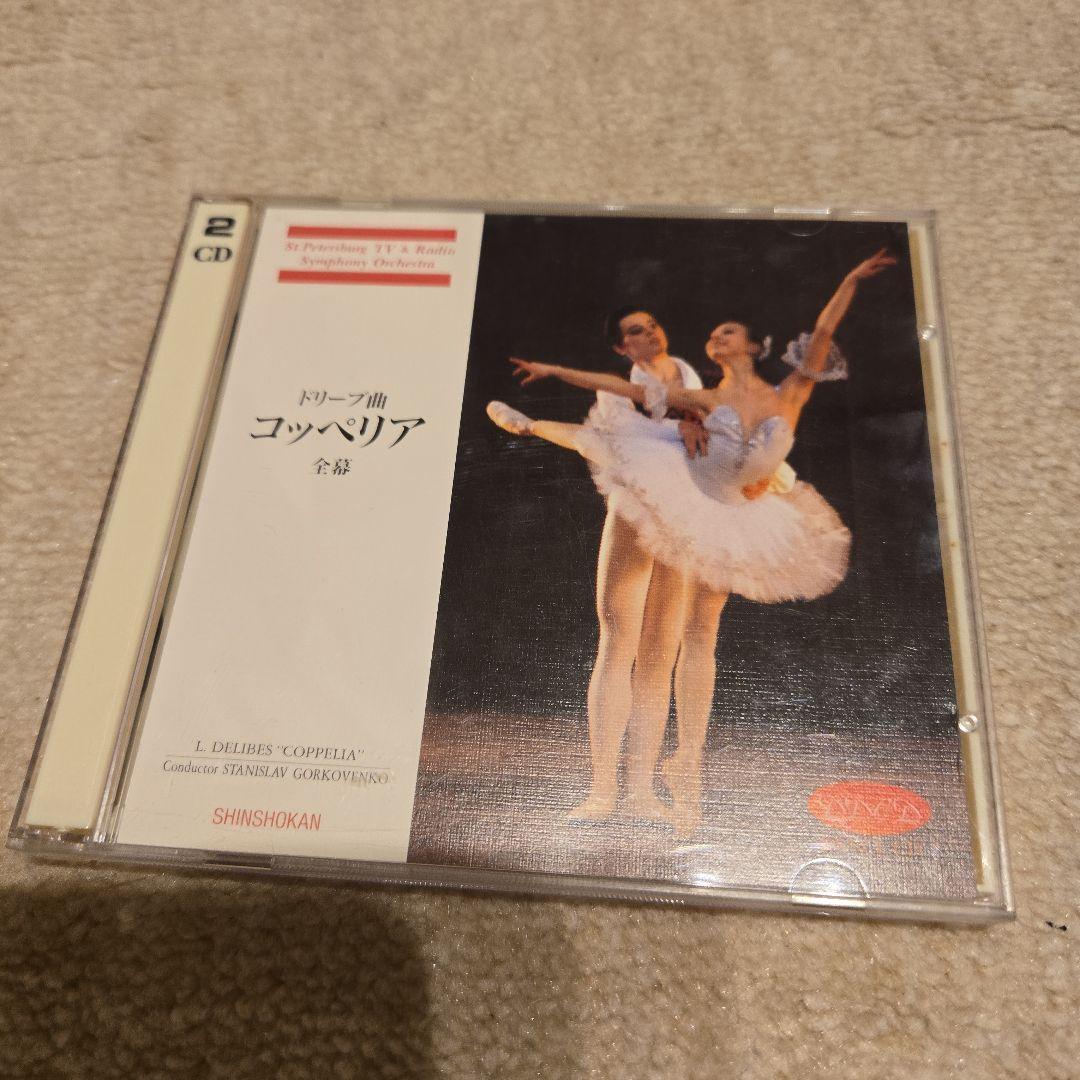 2
CD
St.Petersburg TV & Radio
Symphony Orchestra
ドリーブ曲
コッペリア
全幕
L. DELIBES "COPPELIA"
Conductor STANISLAV GORKOVENKO
SHINSHOKAN